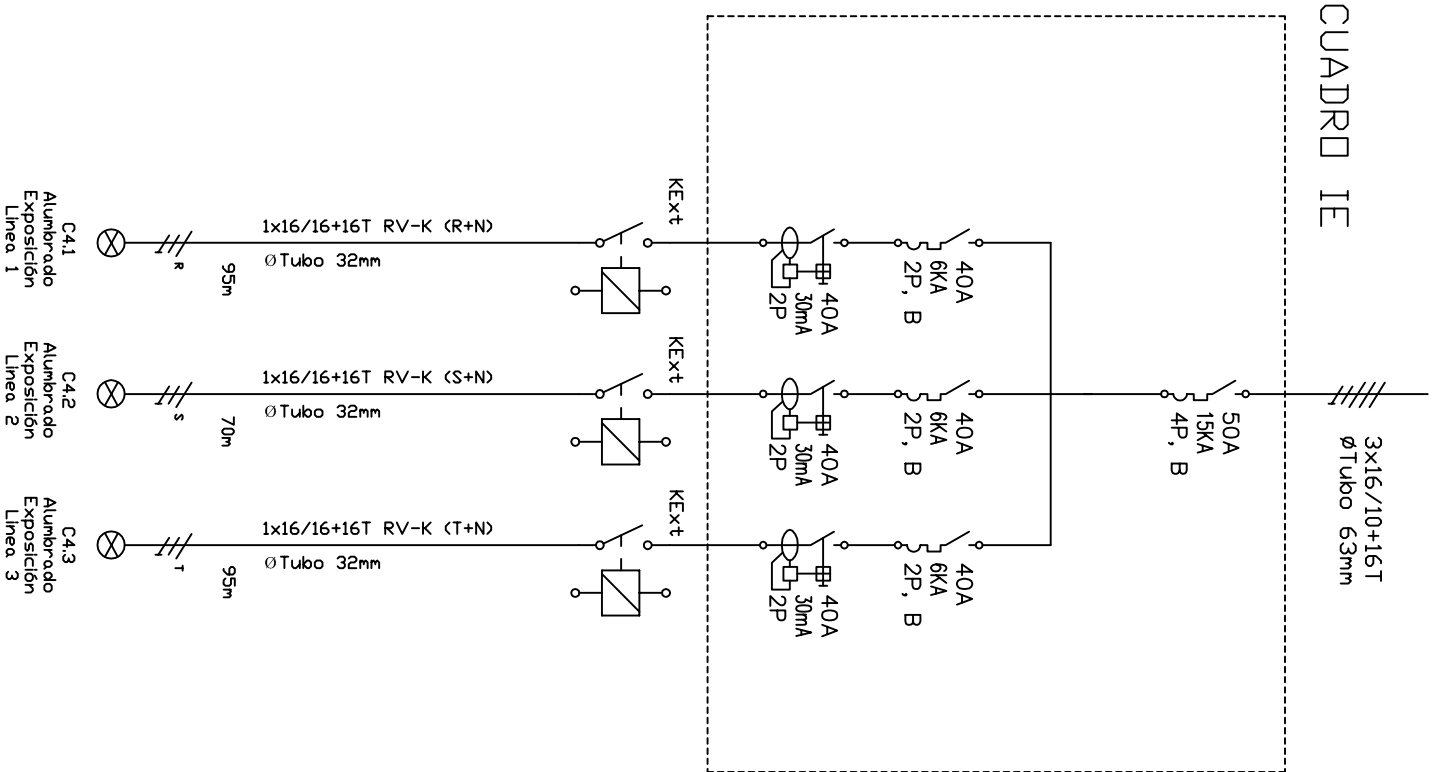 CUADRO IE
3x16/10+16T
ØTubo 63mm
50A
15KA
4P, B
40A
6KA
2P, B
40A
30mA
2P
KExt
1x16/16+16T RV-K (R+N)
ØTubo 32mm
R
95m
C4.1
Alumbrado
Exposición
Línea 1
40A
6KA
2P, B
40A
30mA
2P
KExt
1x16/16+16T RV-K (S+N)
ØTubo 32mm
S
70m
C4.2
Alumbrado
Exposición
Línea 2
40A
6KA
2P, B
40A
30mA
2P
KExt
1x16/16+16T RV-K (T+N)
ØTubo 32mm
T
95m
C4.3
Alumbrado
Exposición
Línea 3